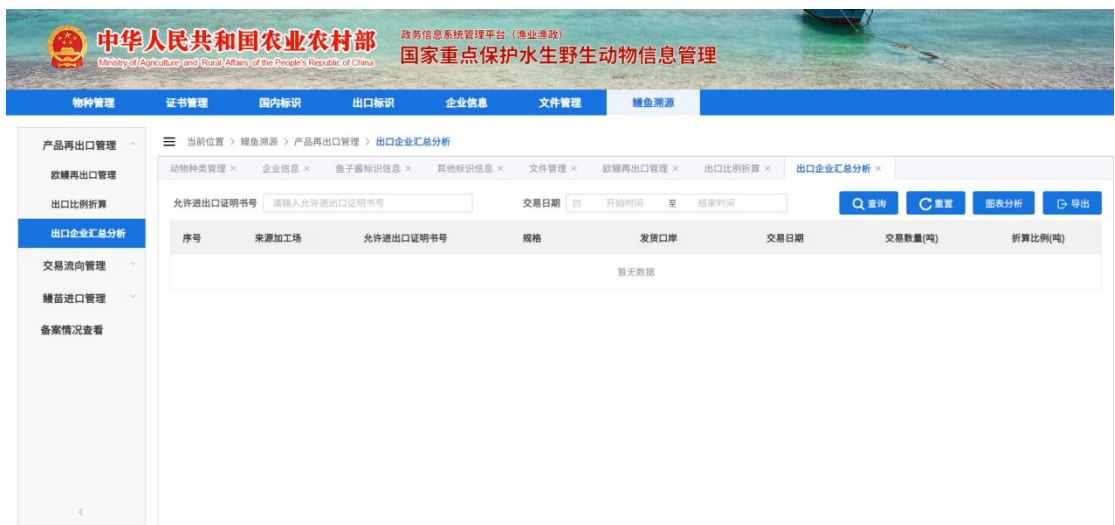 中华人民共和国农业农村部
Ministry of Agriculture and Rural Affairs of the People's Republic of China
政务信息系统管理平台（渔业渔政）
国家重点保护水生野生动物信息管理
物种管理 证书管理 国内标识 出口标识 企业信息 文件管理 鳗鱼溯源
产品再出口管理
欧鳗再出口管理
出口比例折算
出口企业汇总分析
交易流向管理
鳗苗进口管理
备案情况查看
当前位置 > 鳗鱼溯源 > 产品再出口管理 > 出口企业汇总分析
动物种类管理 × 企业信息 × 鱼子酱标识信息 × 其他标识信息 × 文件管理 × 欧鳗再出口管理 × 出口比例折算 × 出口企业汇总分析 ×
允许进出口证明书号 请输入允许进出口证明书号 交易日期 开始时间 至 结束时间 查询 重置 图表分析 导出
序号 来源加工场 允许进出口证明书号 规格 发货口岸 交易日期 交易数量(吨) 折算比例(吨)
暂无数据